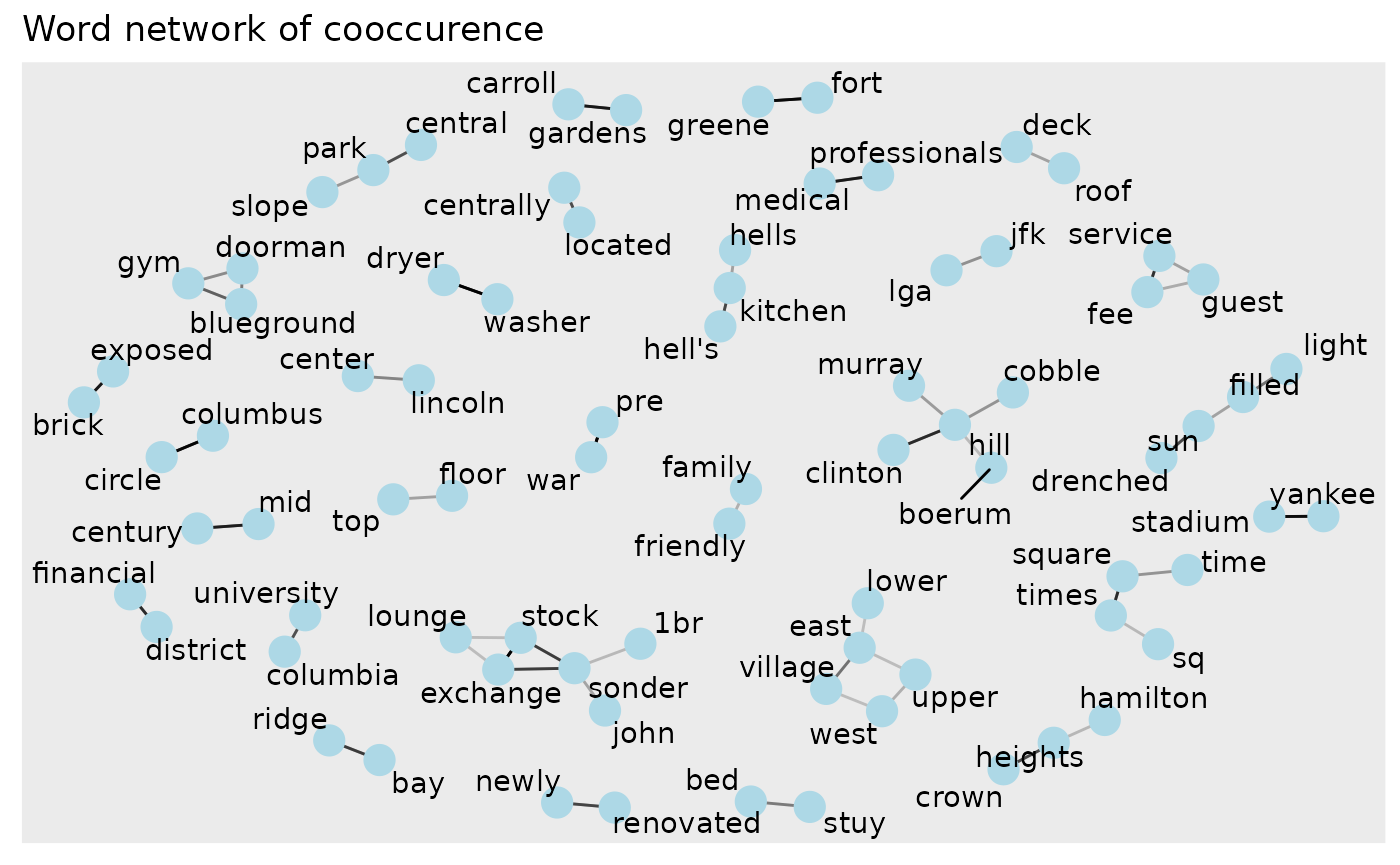 Word network of cooccurence
carroll
fort
central
gardens
greene
deck
park
professionals
slope
centrally
medical
roof
doorman
located
hells
jfk
service
gym
dryer
lga
guest
blueground
washer
kitchen
fee
exposed
center
hell's
light
murray
cobble
filled
brick
columbus
lincoln
pre
hill
sun
circle
floor
war
family
clinton
drenched
mid
top
boerum
yankee
century
friendly
stadium
financial
university
lounge
stock
1br
lower
square
time
east
times
district
columbia
exchange
sonder
village
upper
sq
ridge
john
west
hamilton
bay
newly
bed
heights
crown
renovated
stuy